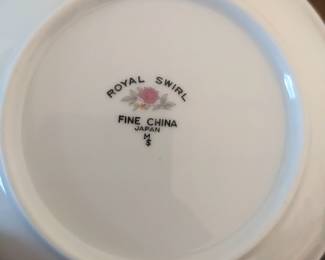 ROYAL SWIRL
FINE CHINA
JAPAN
M
$